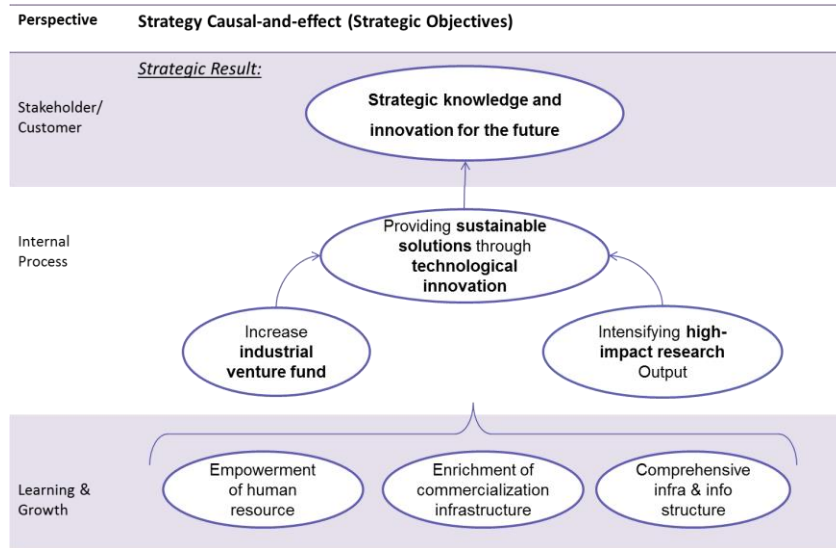 Perspective
Strategy Causal-and-effect (Strategic Objectives)
Strategic Result:
Stakeholder/
Customer
Strategic knowledge and
innovation for the future
Internal
Process
Providing sustainable
solutions through
technological
innovation
Increase
industrial
venture fund
Intensifying high-
impact research
Output
Learning &
Growth
Empowerment
of human
resource
Enrichment of
commercialization
infrastructure
Comprehensive
infra & info
structure